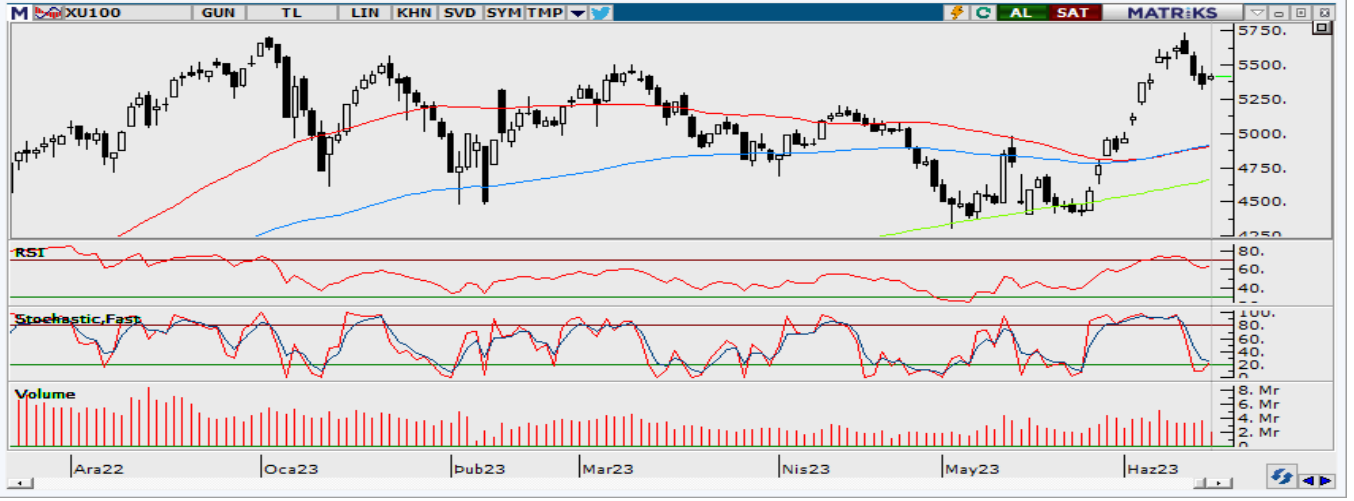 M XU100 GUN TL LIN KHN SVD SYM TMP AL SAT MATRiKS
5750.
5500.
5250.
5000.
4750.
4500.
4250
RSI
80.
60.
40.
Stochastic,Fast
100.
80.
60.
40.
20.
0.
Volume
8. Mr
6. Mr
4. Mr
2. Mr
0.
Ara22 Oca23 Þub23 Mar23 Nis23 May23 Haz23